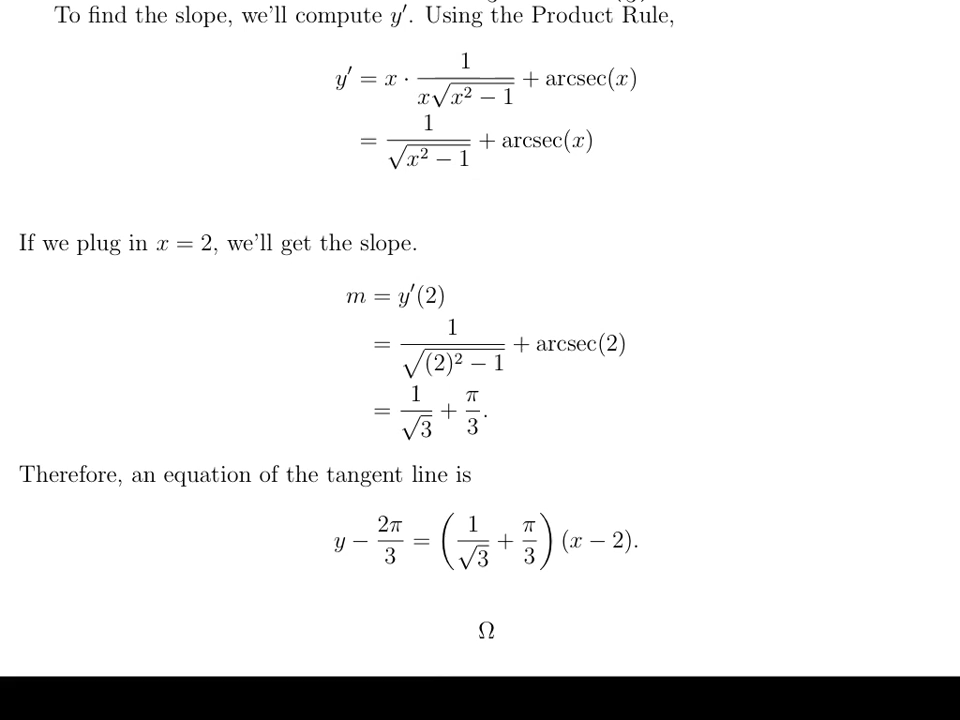 To find the slope, we'll compute y′. Using the Product Rule,
y′ = x · 1/(x√(x² − 1)) + arcsec(x)
= 1/√(x² − 1) + arcsec(x)
If we plug in x = 2, we'll get the slope.
m = y′(2)
= 1/√((2)² − 1) + arcsec(2)
= 1/√3 + π/3.
Therefore, an equation of the tangent line is
y − 2π/3 = (1/√3 + π/3)(x − 2).
Ω